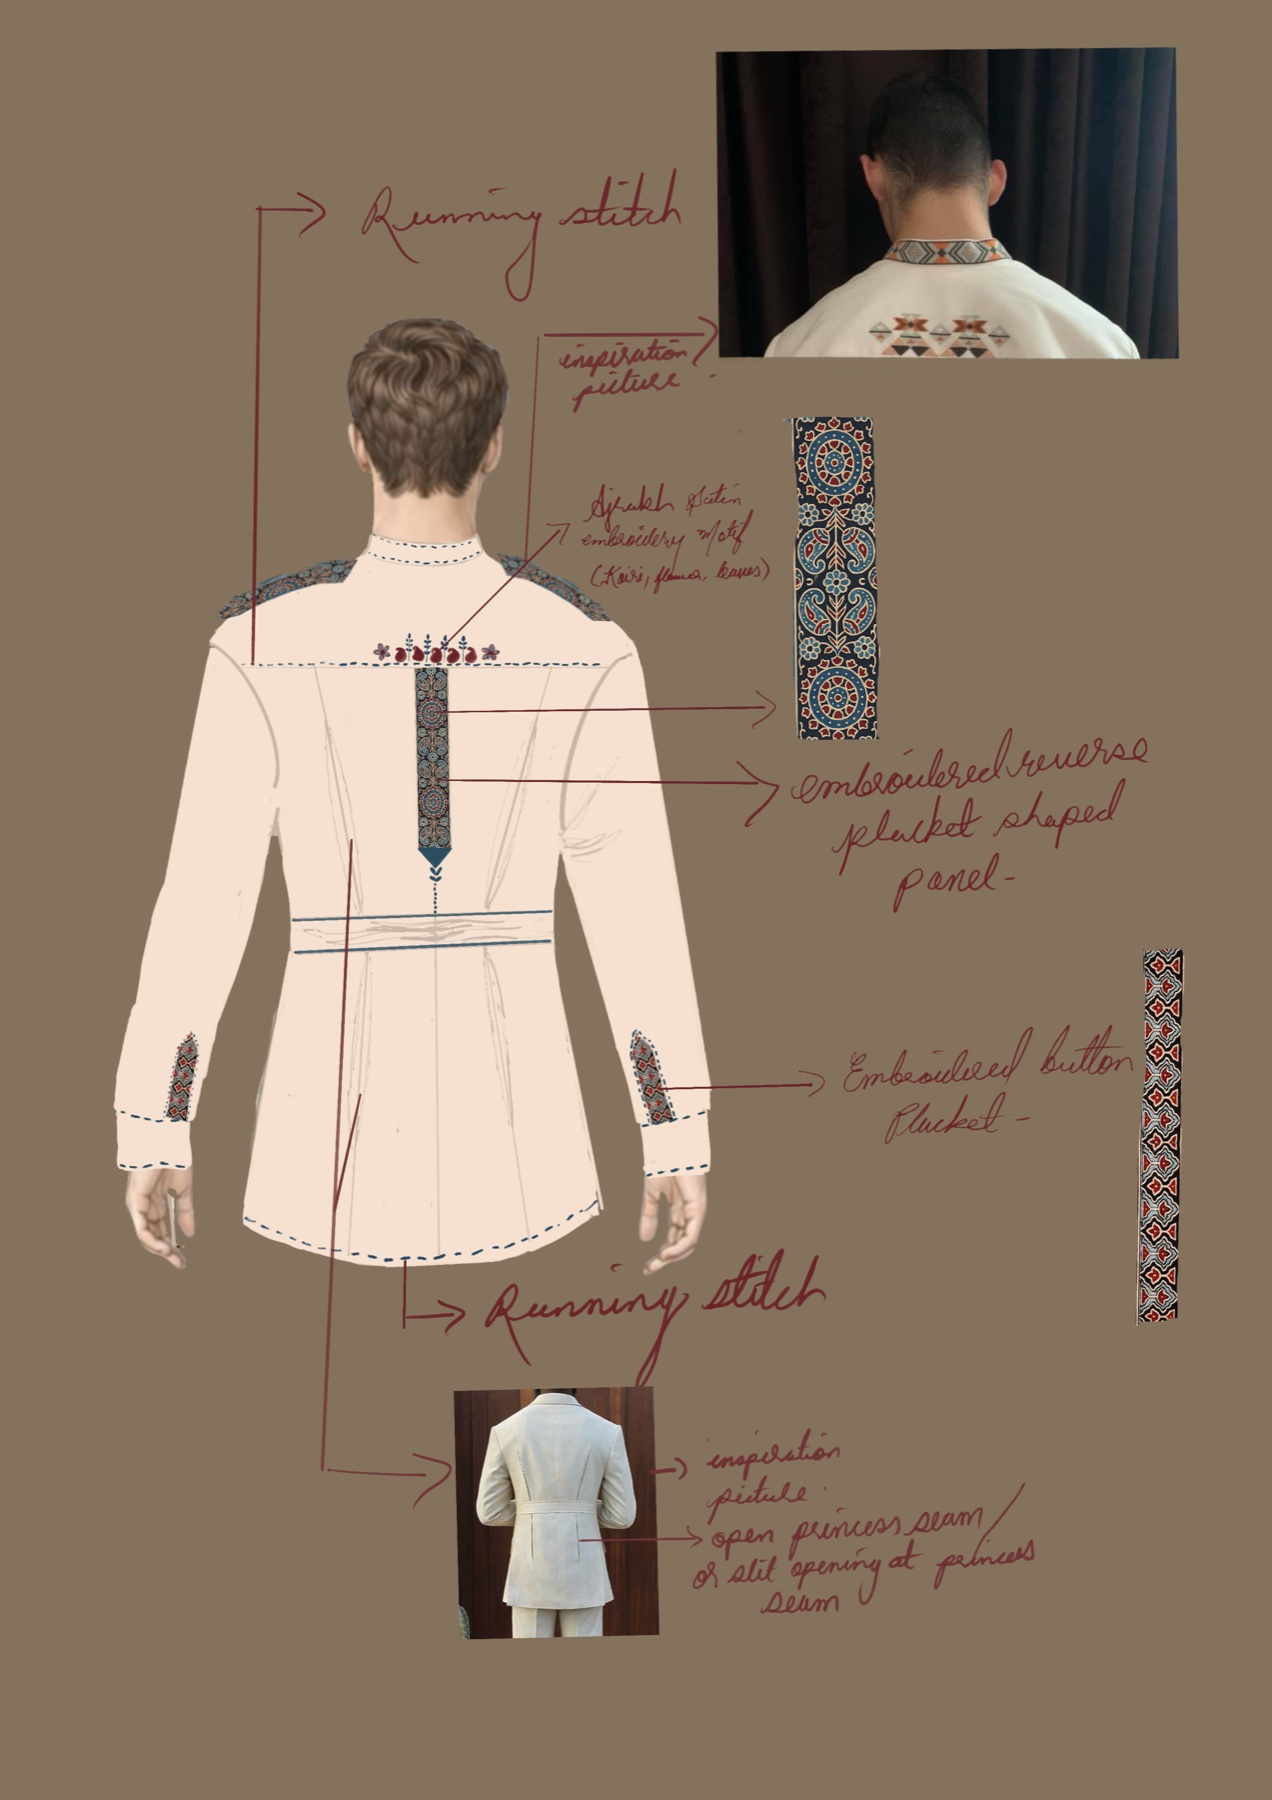 Running stitch
inspiration
picture.
Ajrakh Satin
embroidery Motif
(Kairi, flower, leaves)
embroidered reverse
placket shaped
panel-
Embroidered button
Placket -
Running stitch
inspiration
picture.
open princess seam/
or slit opening at princess
seam